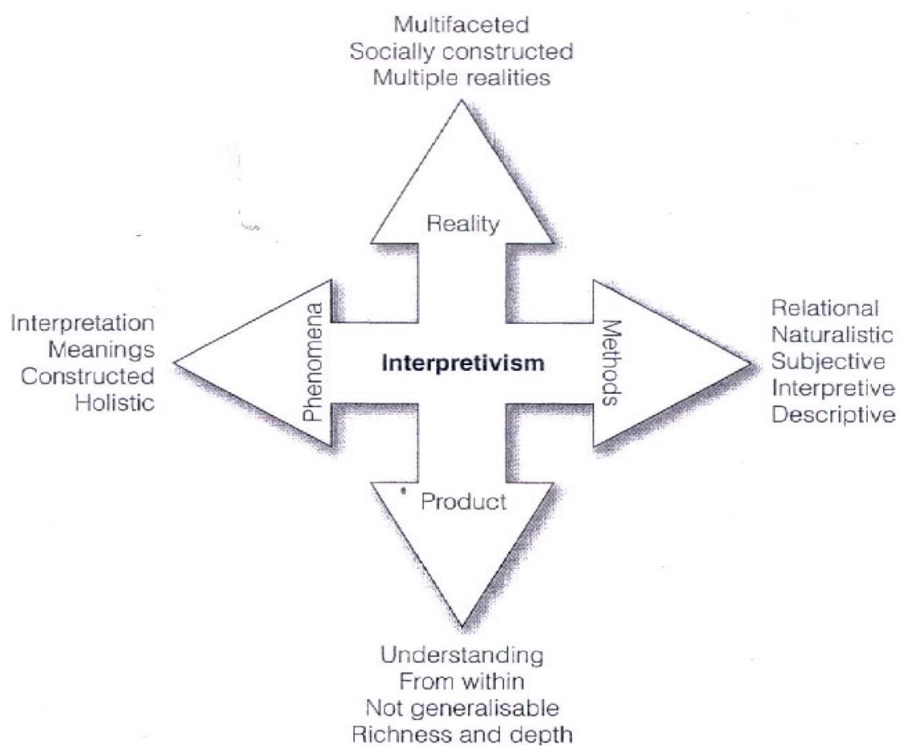 Multifaceted
Socially constructed
Multiple realities
Reality
Interpretation
Meanings
Constructed
Holistic
Phenomena
Interpretivism
Methods
Relational
Naturalistic
Subjective
Interpretive
Descriptive
Product
Understanding
From within
Not generalisable
Richness and depth